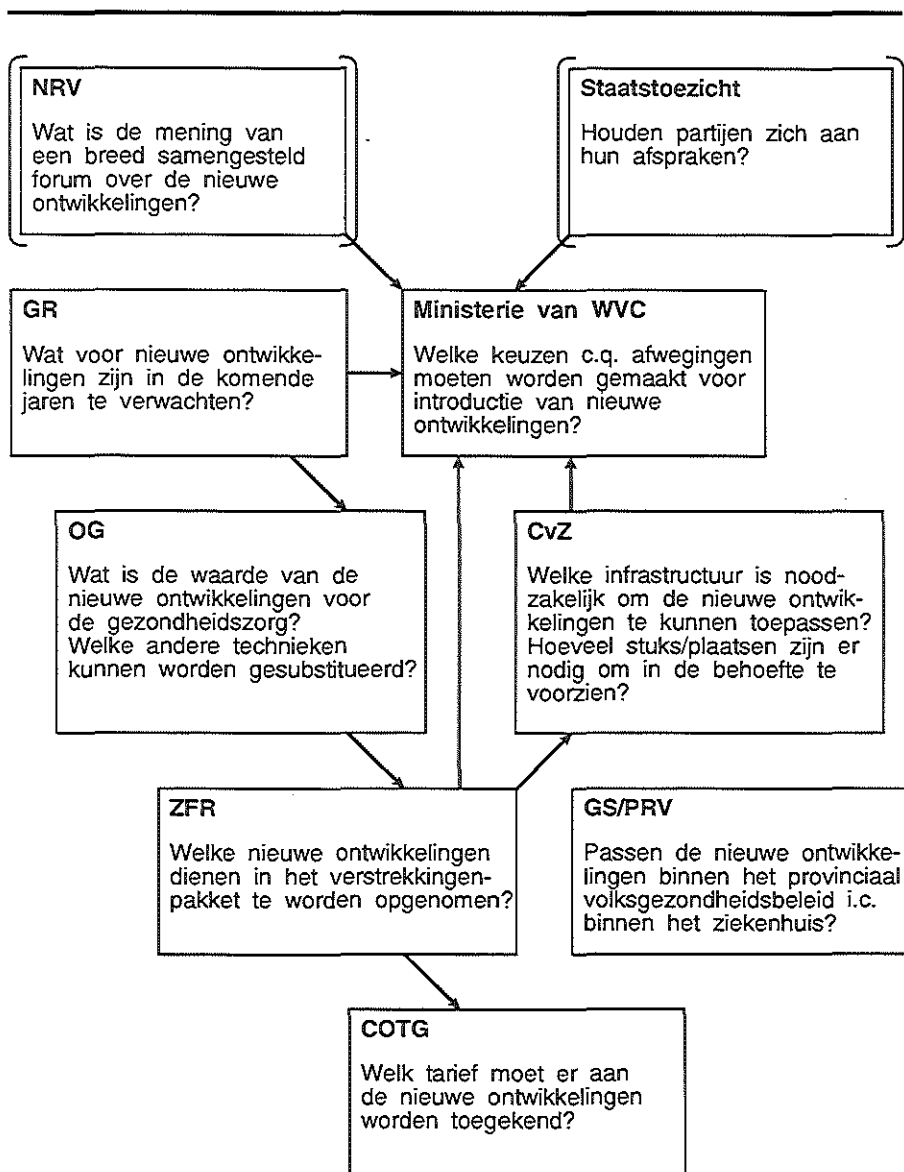 NRV
Wat is de mening van
een breed samengesteld
forum over de nieuwe
ontwikkelingen?
Staatstoezicht
Houden partijen zich aan
hun afspraken?
GR
Wat voor nieuwe ontwikke-
lingen zijn in de komende
jaren te verwachten?
Ministerie van WVC
Welke keuzen c.q. afwegingen
moeten worden gemaakt voor
introductie van nieuwe
ontwikkelingen?
OG
Wat is de waarde van de
nieuwe ontwikkelingen voor
de gezondheidszorg?
Welke andere technieken
kunnen worden gesubstitueerd?
CvZ
Welke infrastructuur is nood-
zakelijk om de nieuwe ontwik-
kelingen te kunnen toepassen?
Hoeveel stuks/plaatsen zijn er
nodig om in de behoefte te
voorzien?
ZFR
Welke nieuwe ontwikkelingen
dienen in het verstrekkingen-
pakket te worden opgenomen?
GS/PRV
Passen de nieuwe ontwikke-
lingen binnen het provinciaal
volksgezondheidsbeleid i.c.
binnen het ziekenhuis?
COTG
Welk tarief moet er aan
de nieuwe ontwikkelingen
worden toegekend?